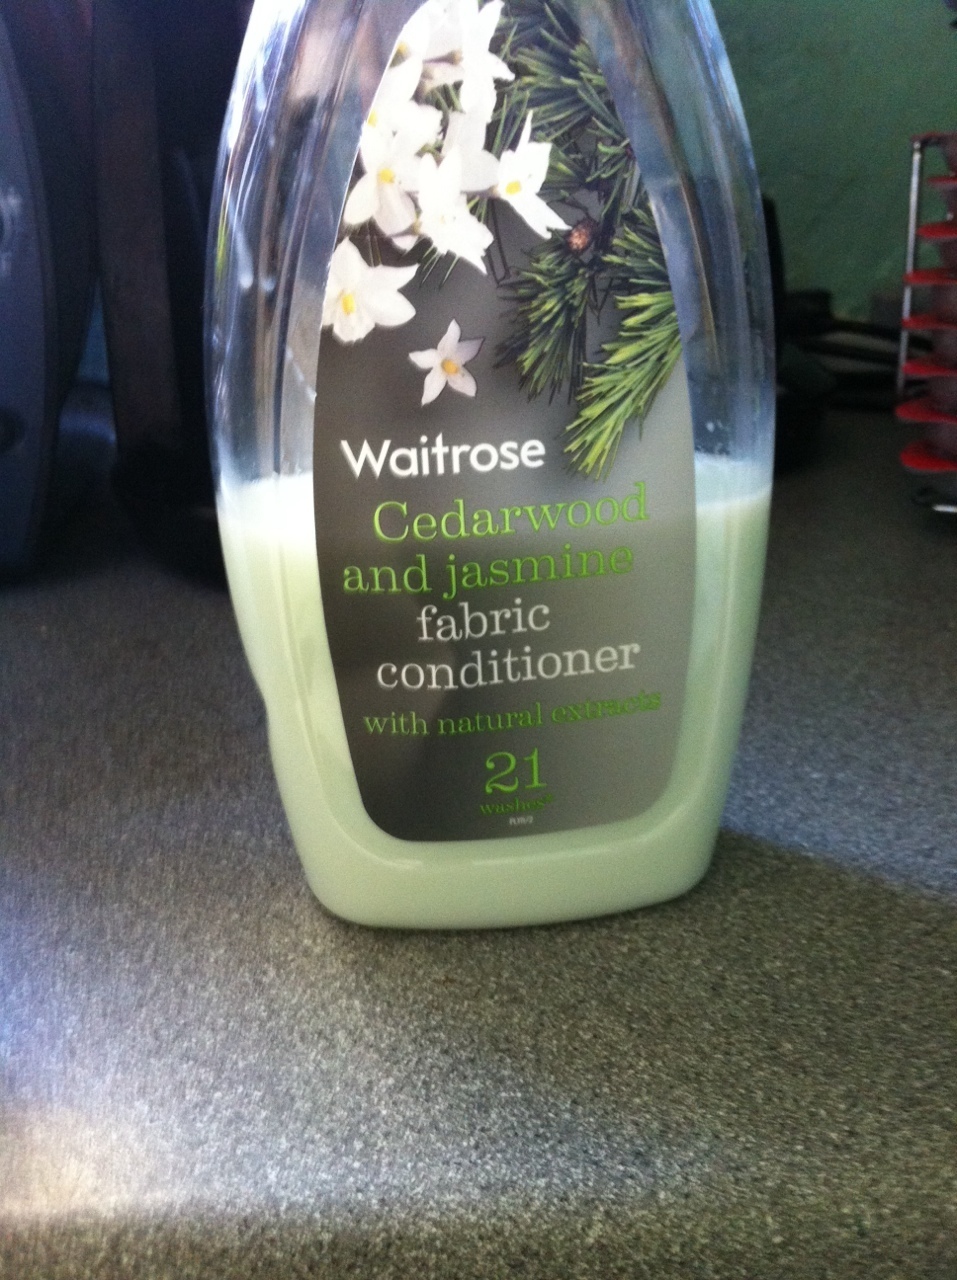 Waitrose
Cedarwood
and jasmine
fabric
conditioner
with natural extracts
21
washes*